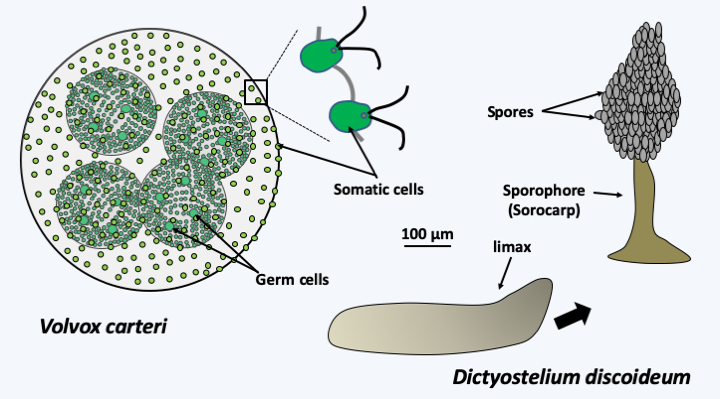 Spores
Somatic cells
Sporophore
(Sorocarp)
100 µm
limax
Germ cells
Volvox carteri
Dictyostelium discoideum